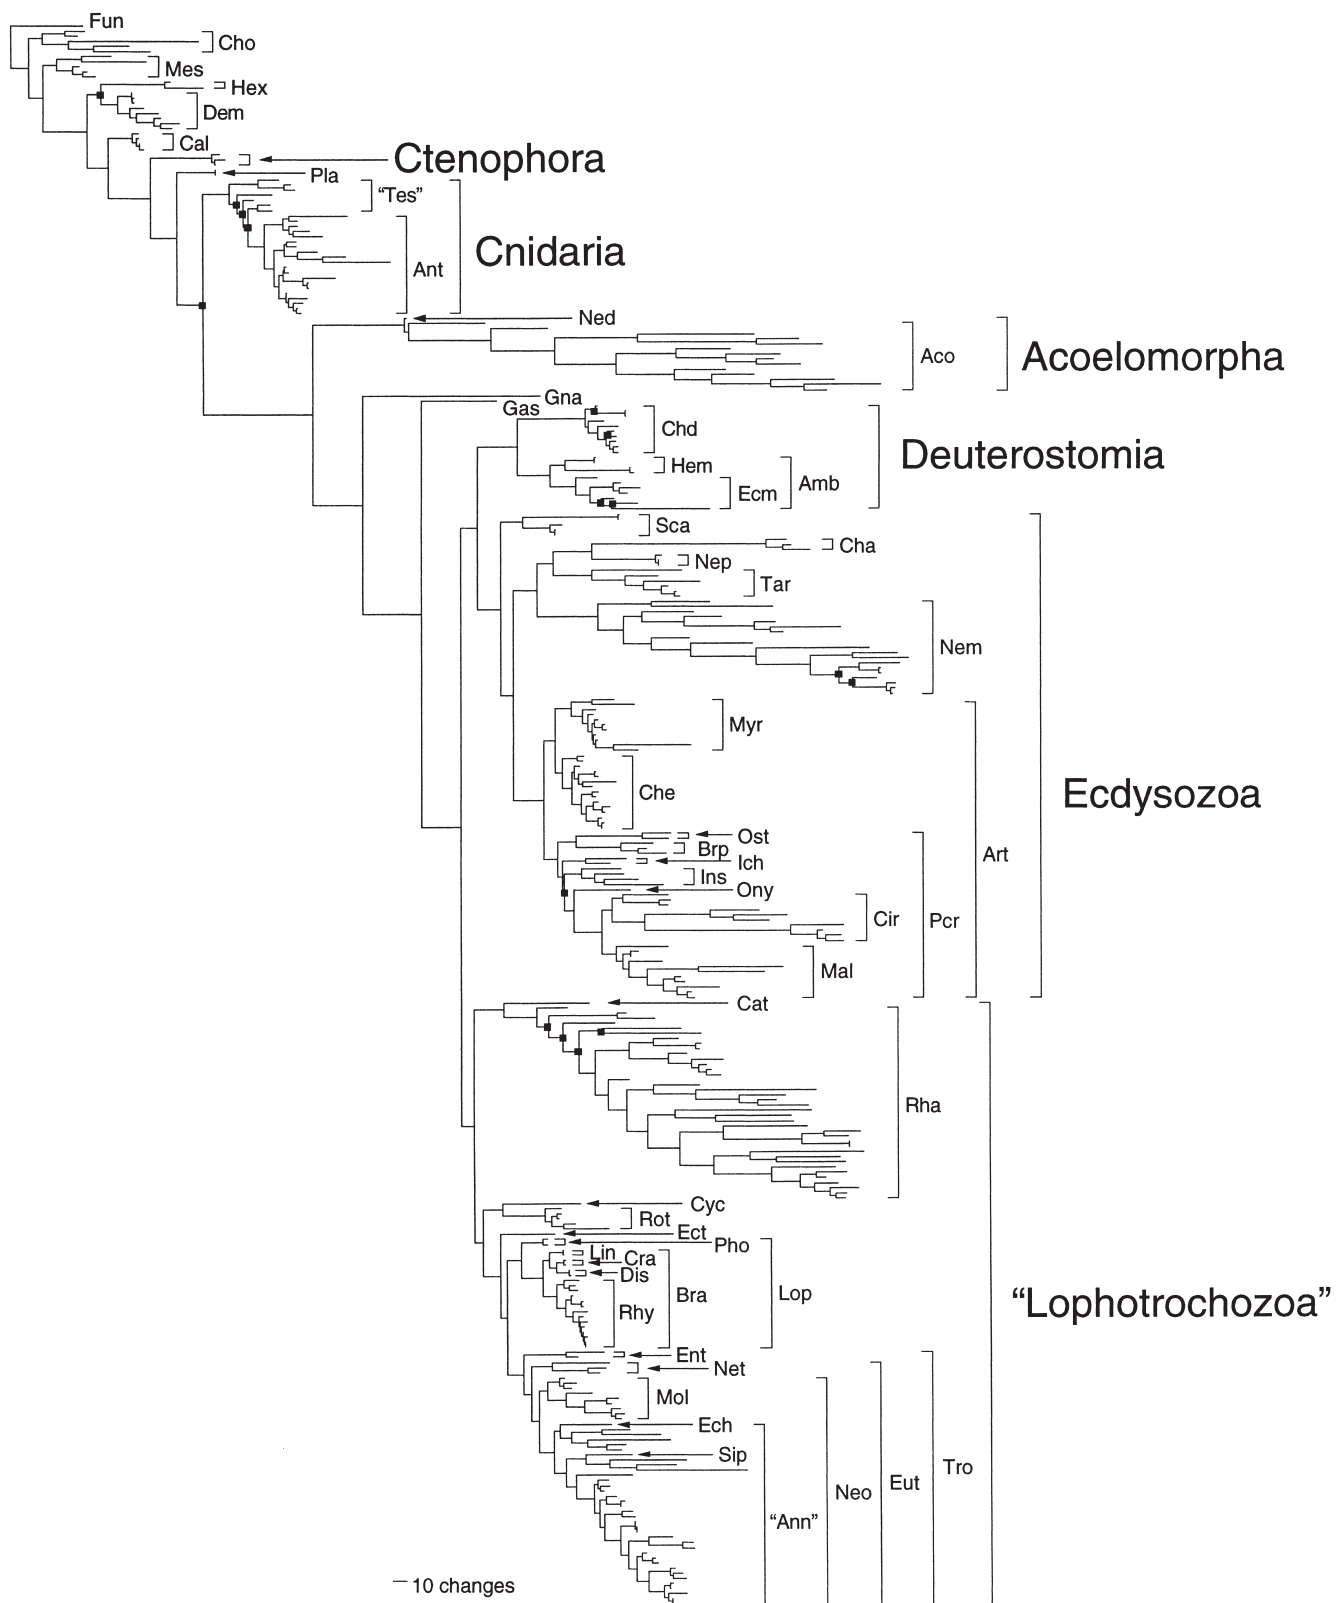 Fun
Cho
Mes
Hex
Dem
Cal
Ctenophora
Pla
“Tes”
Cnidaria
Ant
Ned
Aco
Acoelomorpha
Gna
Gas
Chd
Deuterostomia
Hem
Amb
Ecm
Sca
Cha
Nep
Tar
Nem
Myr
Che
Ecdysozoa
Ost
Brp
Art
Ich
Ins
Ony
Cir
Pcr
Mal
Cat
Rha
Cyc
Rot
Ect
Pho
Lin
Cra
Dis
Bra
Lop
“Lophotrochozoa”
Rhy
Ent
Net
Mol
Ech
Sip
Tro
Eut
Neo
“Ann”
10 changes